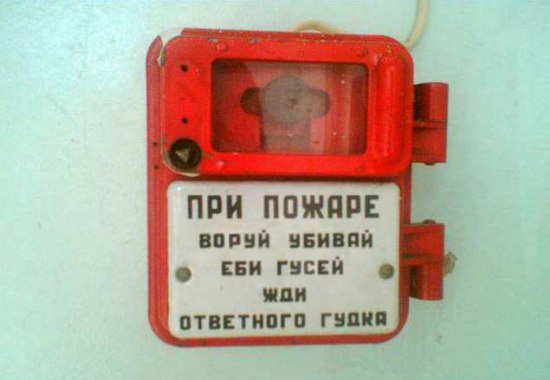 ПРИ ПОЖАРЕ
ВОРУЙ УБИВАЙ
ЕБИ ГУСЕЙ
ЖДИ
ОТВЕТНОГО ГУДКА